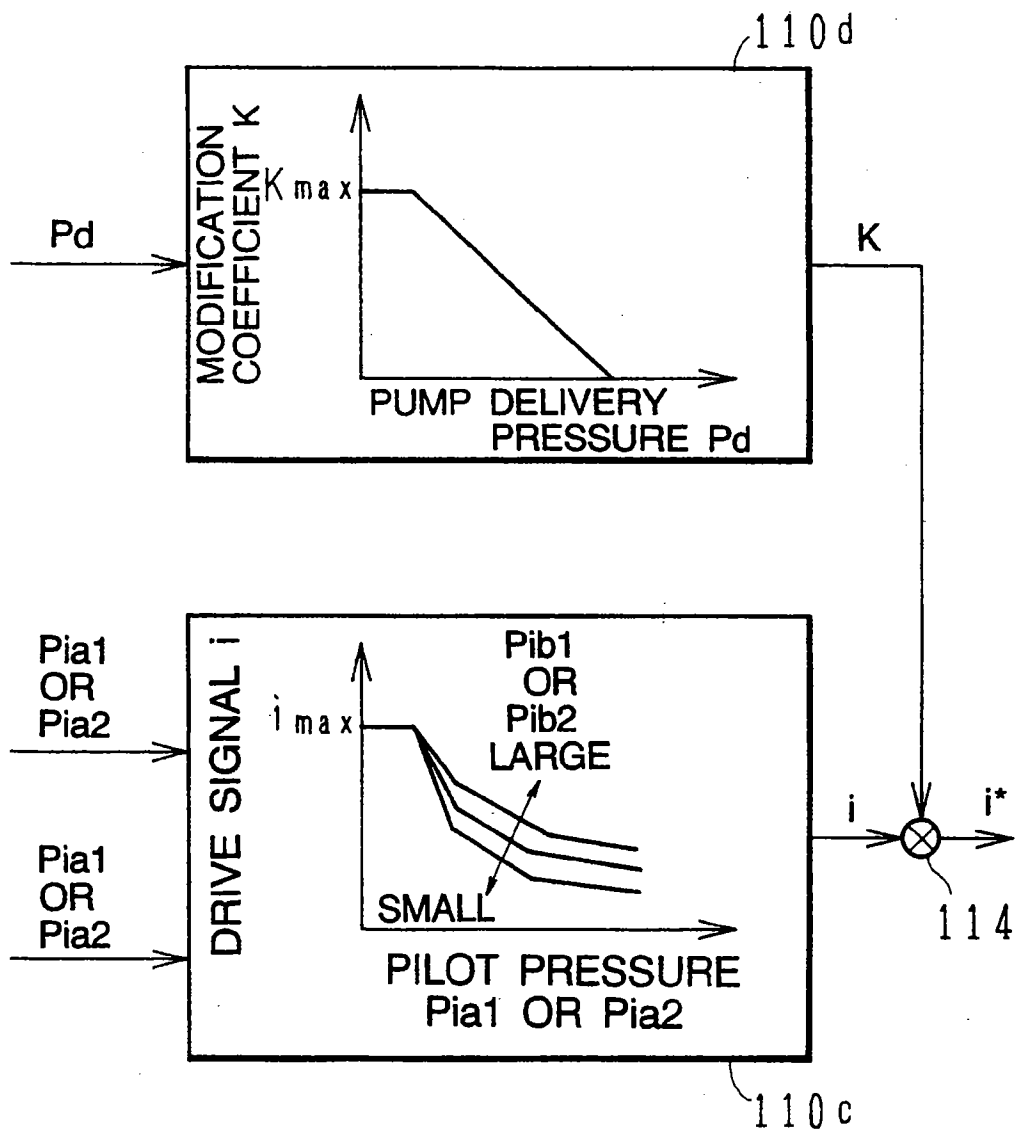 110d
MODIFICATION
COEFFICIENT K
Kmax
Pd
K
PUMP DELIVERY
PRESSURE Pd
Pia1
OR
Pia2
Pia1
OR
Pia2
DRIVE SIGNAL i
imax
Pib1
OR
Pib2
LARGE
SMALL
PILOT PRESSURE
Pia1 OR Pia2
i
i*
114
110c